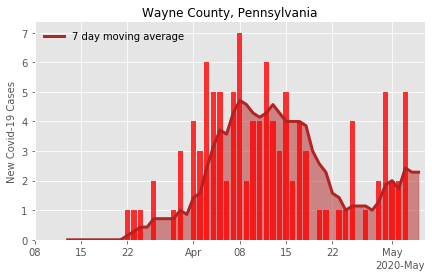 Wayne County, Pennsylvania
7 day moving average
New Covid-19 Cases
7
6
5
4
3
2
1
0
08
15
22
Apr
08
15
22
May
2020-May